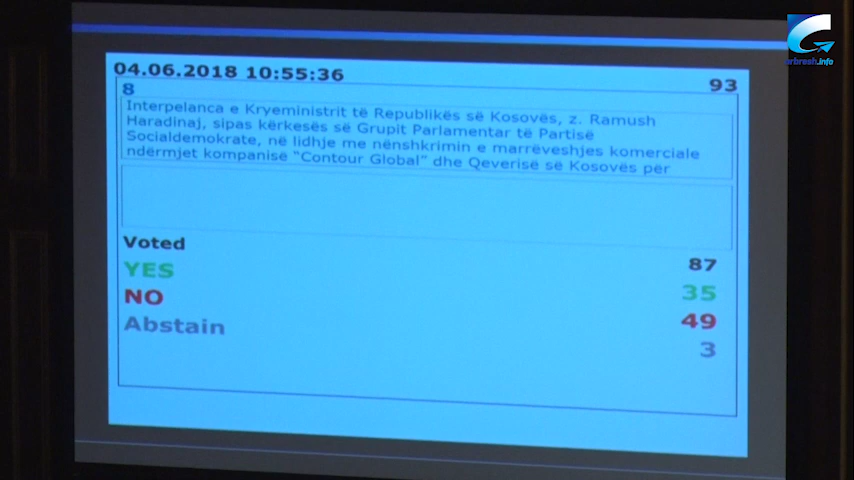 arbresh.info
04.06.2018 10:55:36 93
8
Interpelanca e Kryeministrit të Republikës së Kosovës, z. Ramush
Haradinaj, sipas kërkesës së Grupit Parlamentar të Partisë
Socialdemokrate, në lidhje me nënshkrimin e marrëveshjes komerciale
ndërmjet kompanisë "Contour Global" dhe Qeverisë së Kosovës për
Voted 87
YES 35
NO 49
Abstain 3